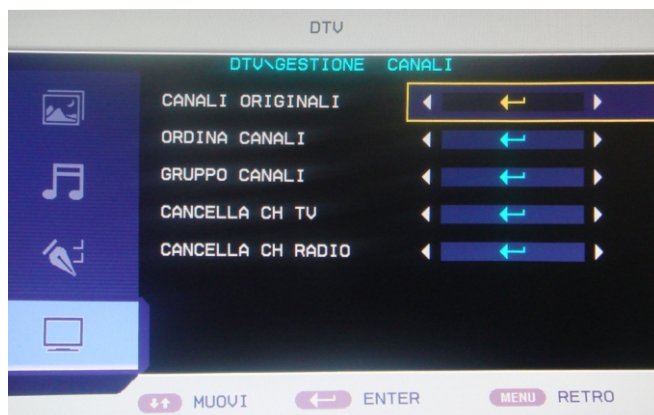 DTV
DTV\GESTIONE CANALI
CANALI ORIGINALI
ORDINA CANALI
GRUPPO CANALI
CANCELLA CH TV
CANCELLA CH RADIO
MUOVI ENTER MENU RETRO